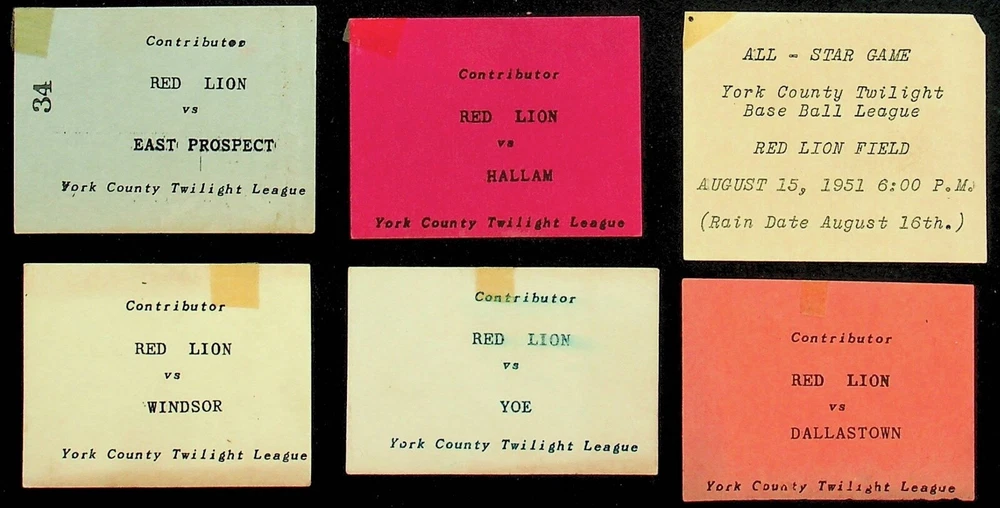 Contributor
34
RED LION
vs
EAST PROSPECT
York County Twilight League
Contributor
RED LION
vs
HALLAM
York County Twilight League
ALL - STAR GAME
York County Twilight
Base Ball League
RED LION FIELD
AUGUST 15, 1951 6:00 P.M.
(Rain Date August 16th.)
Contributor
RED LION
vs
WINDSOR
York County Twilight League
Contributor
RED LION
vs
YOE
York County Twilight League
Contributor
RED LION
vs
DALLASTOWN
York County Twilight League